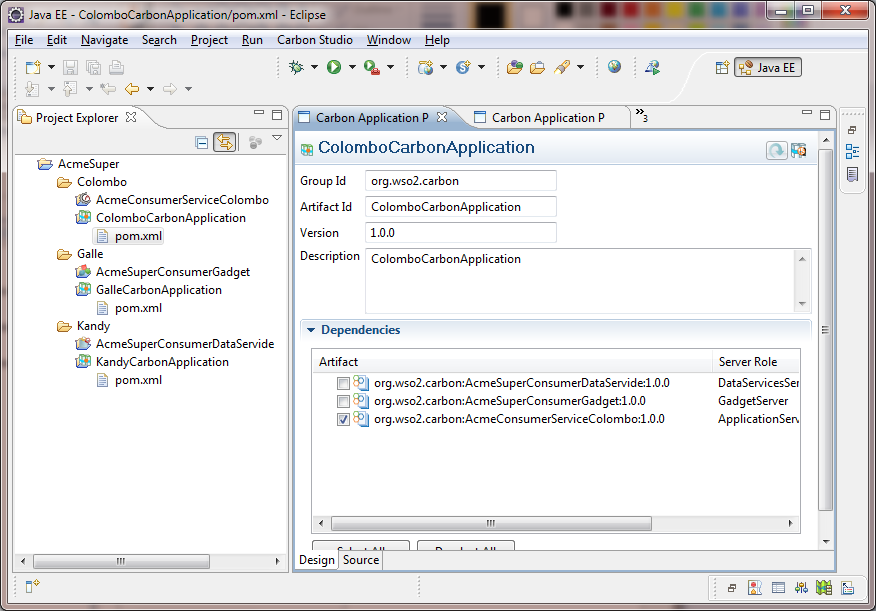 Java EE - ColomboCarbonApplication/pom.xml - Eclipse
File Edit Navigate Search Project Run Carbon Studio Window Help
Java EE
Project Explorer
Carbon Application P
Carbon Application P
»3
AcmeSuper
Colombo
AcmeConsumerServiceColombo
ColomboCarbonApplication
pom.xml
Galle
AcmeSuperConsumerGadget
GalleCarbonApplication
pom.xml
Kandy
AcmeSuperConsumerDataServide
KandyCarbonApplication
pom.xml
ColomboCarbonApplication
Group Id org.wso2.carbon
Artifact Id ColomboCarbonApplication
Version 1.0.0
Description ColomboCarbonApplication
Dependencies
Artifact Server Role
org.wso2.carbon:AcmeSuperConsumerDataServide:1.0.0 DataServicesSer
org.wso2.carbon:AcmeSuperConsumerGadget:1.0.0 GadgetServer
org.wso2.carbon:AcmeConsumerServiceColombo:1.0.0 ApplicationServ
Design Source